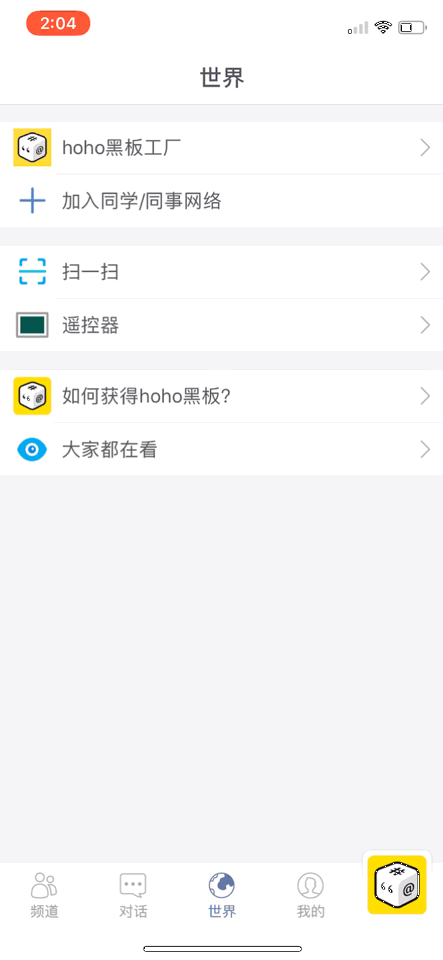 2:04
世界
hoho黑板工厂
加入同学/同事网络
扫一扫
遥控器
如何获得hoho黑板?
大家都在看
频道
对话
世界
我的